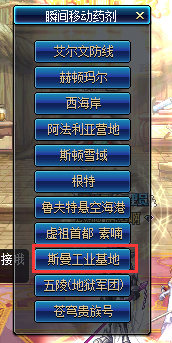 瞬间移动药剂
艾尔文防线
赫顿玛尔
西海岸
阿法利亚营地
斯顿雪域
根特
鲁夫特悬空海港
虚祖首都 素喃
接
斯曼工业基地
五陵(地狱军团)
苍穹贵族号